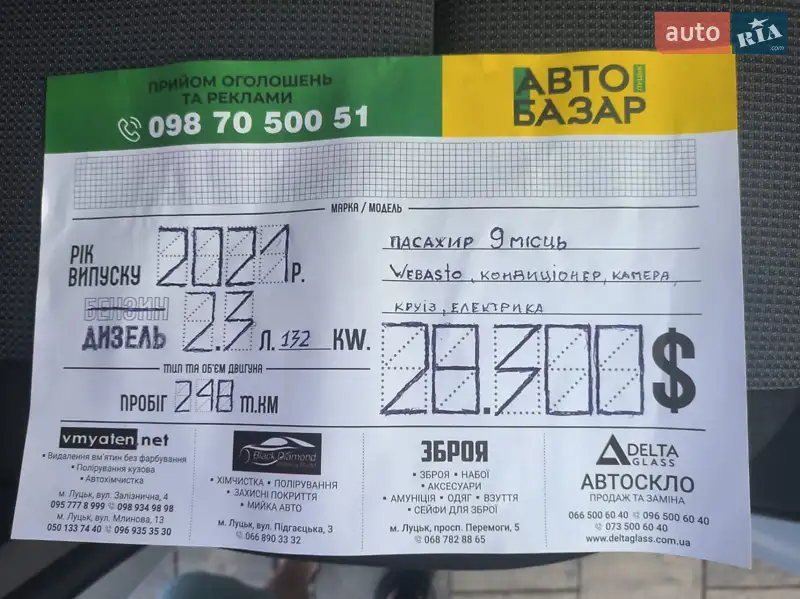 auto RIA.com
ПРИЙОМ ОГОЛОШЕНЬ
ТА РЕКЛАМИ
098 70 500 51
АВТО
БАЗАР
МАРКА / МОДЕЛЬ
РІК
ВИПУСКУ 2021 Р.
БЕНЗИН
ДИЗЕЛЬ 2.3 Л. 132 KW.
ТИП ТА ОБ'ЄМ ДВИГУНА
ПРОБІГ 248 Т.КМ
ПАСАЖИР 9 МІСЦЬ
WEBASTO, КОНДИЦІОНЕР, КАМЕРА,
КРУІЗ, ЕЛЕКТРИКА
28.300$
vmyaten.net
• Видалення вм'ятин без фарбування
• Полірування кузова
• Автохімчистка
м. Луцьк, вул. Залізнична, 4
095 777 8 999 098 934 98 98
м. Луцьк, вул. Млинова, 13
050 133 74 40 096 935 35 30
Black Diamond
• ХІМЧИСТКА • ПОЛІРУВАННЯ
• ЗАХИСНІ ПОКРИТТЯ
• МИЙКА АВТО
м. Луцьк, вул. Підгаєцька, 3
066 890 33 32
ЗБРОЯ
• ЗБРОЯ • НАБОЇ
• АКСЕСУАРИ
• АМУНІЦІЯ • ОДЯГ • ВЗУТТЯ
• СЕЙФИ ДЛЯ ЗБРОЇ
м. Луцьк, просп. Перемоги, 5
068 782 88 65
DELTA
GLASS
АВТОСКЛО
ПРОДАЖ ТА ЗАМІНА
066 500 60 40 096 500 60 40
073 500 60 40
www.deltaglass.com.ua